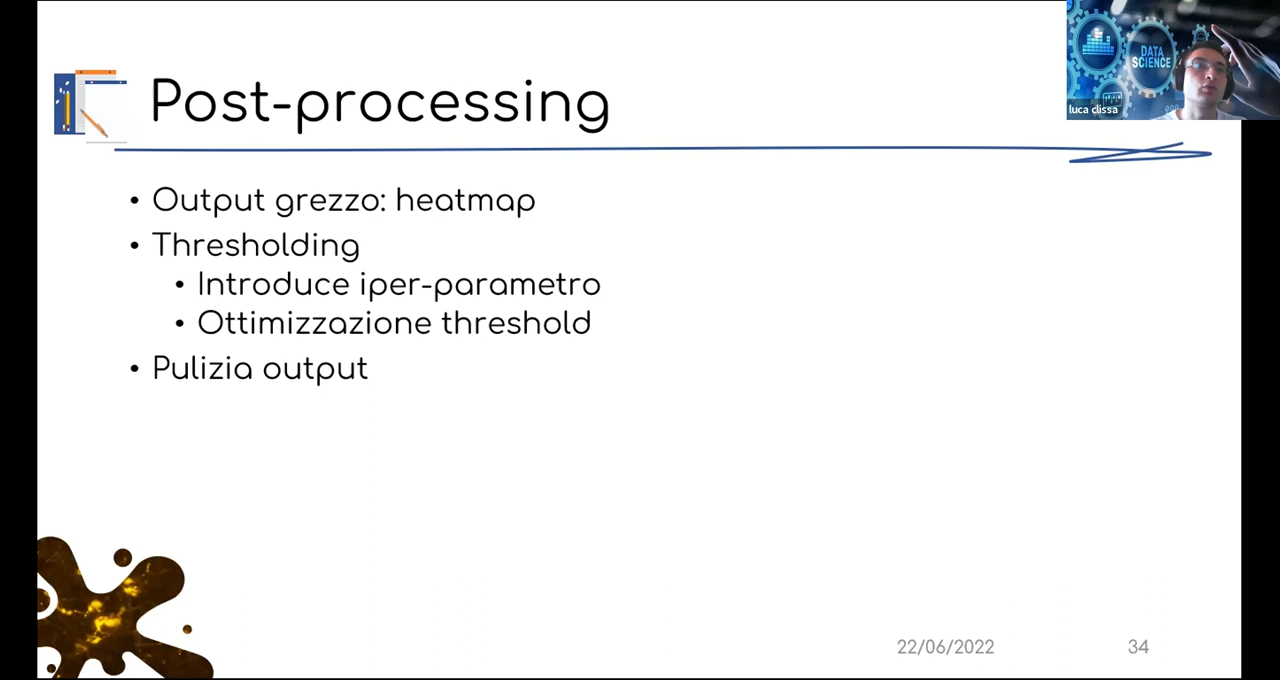 DATA
SCIENCE
luca clissa
Post-processing
• Output grezzo: heatmap
• Thresholding
• Introduce iper-parametro
• Ottimizzazione threshold
• Pulizia output
22/06/2022
34